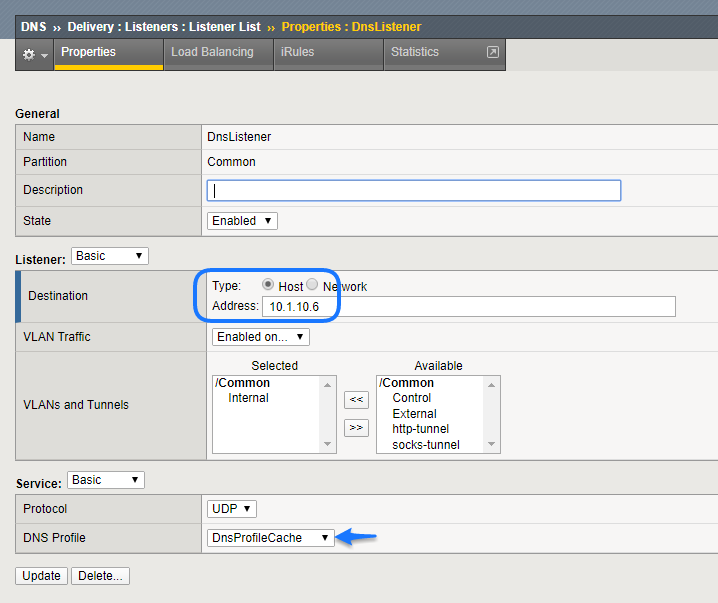 DNS ›› Delivery : Listeners : Listener List ›› Properties : DnsListener
Properties Load Balancing iRules Statistics
General
Name DnsListener
Partition Common
Description
State Enabled
Listener: Basic
Destination
Type: Host Network
Address: 10.1.10.6
VLAN Traffic Enabled on...
VLANs and Tunnels
Selected Available
/Common /Common
Internal Control
<< External
>> http-tunnel
socks-tunnel
Service: Basic
Protocol UDP
DNS Profile DnsProfileCache
Update Delete...